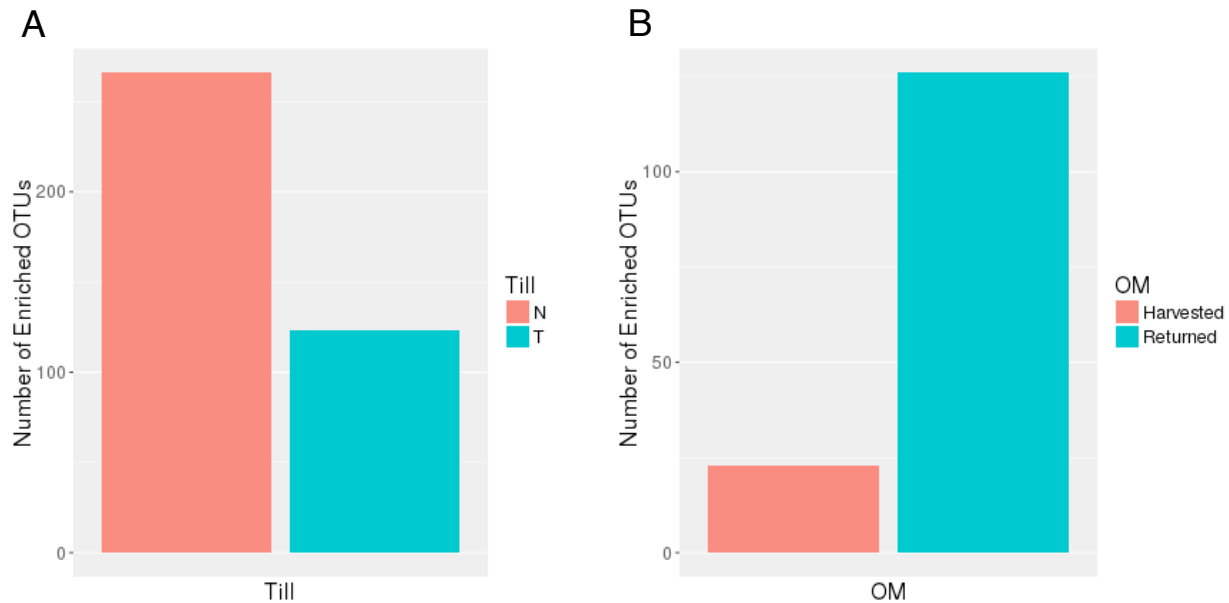 A
Number of Enriched OTUs
200
100
0
Till
Till
N
T
B
Number of Enriched OTUs
100
50
0
OM
OM
Harvested
Returned